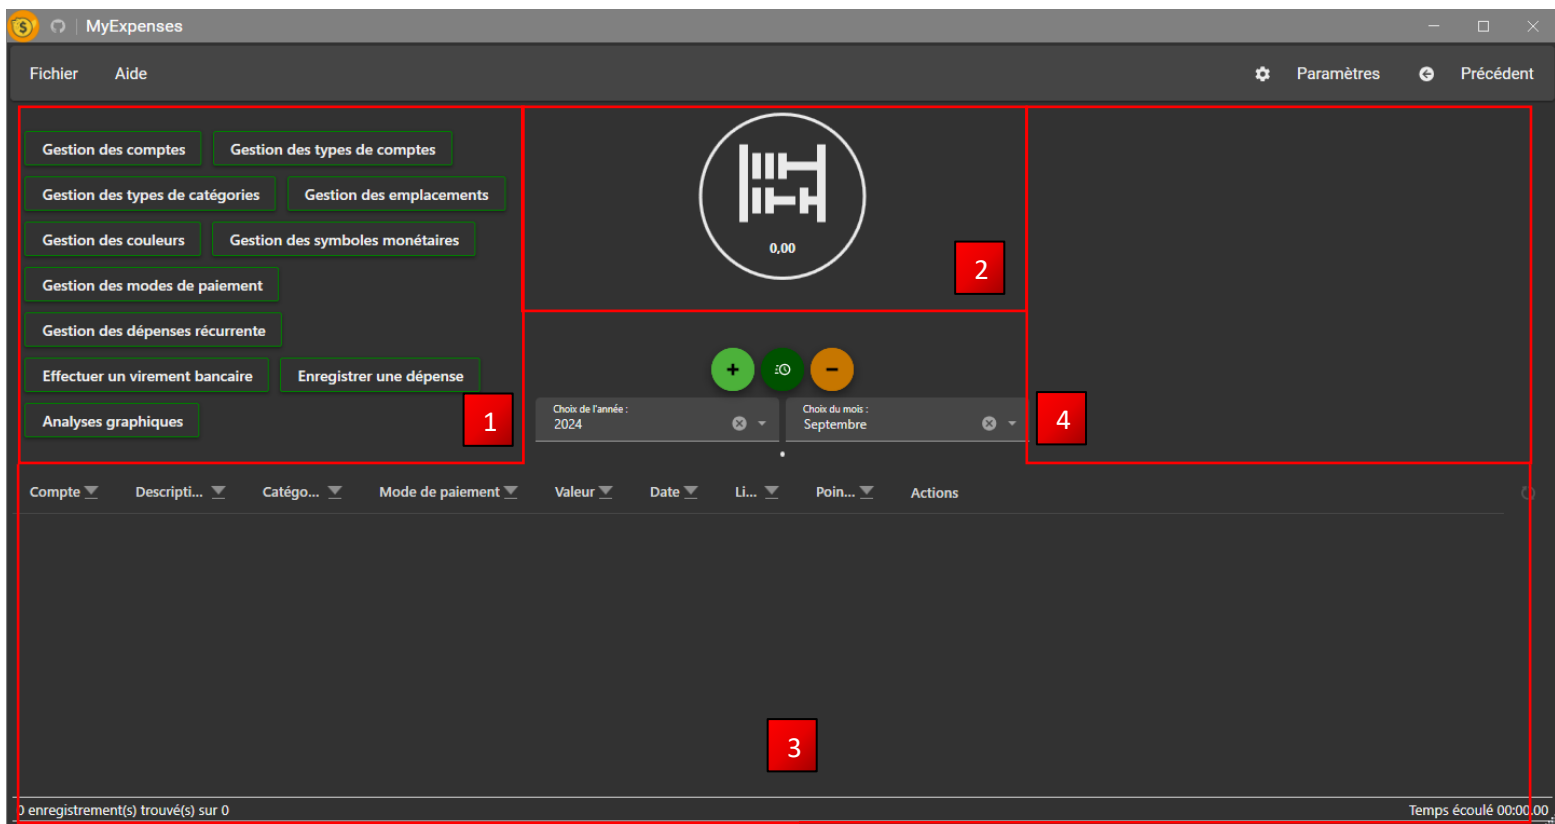 MyExpenses
Fichier Aide Paramètres Précédent
Gestion des comptes Gestion des types de comptes
Gestion des types de catégories Gestion des emplacements
Gestion des couleurs Gestion des symboles monétaires
Gestion des modes de paiement
Gestion des dépenses récurrente
Effectuer un virement bancaire Enregistrer une dépense
Analyses graphiques
1
0,00
2
+ -
Choix de l'année : Choix du mois :
2024 Septembre
4
Compte Descripti... Catégo... Mode de paiement Valeur Date Li... Poin... Actions
3
0 enregistrement(s) trouvé(s) sur 0 Temps écoulé 00:00.00